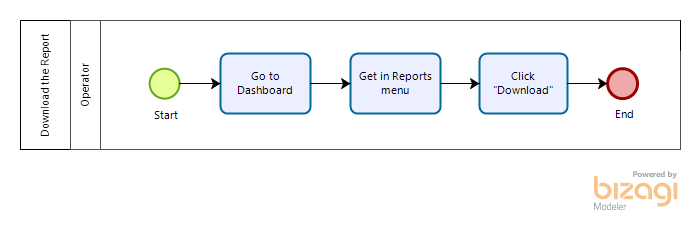 Download the Report
Operator
Start
Go to
Dashboard
Get in Reports
menu
Click
"Download"
End
Powered by
bizagi
Modeler